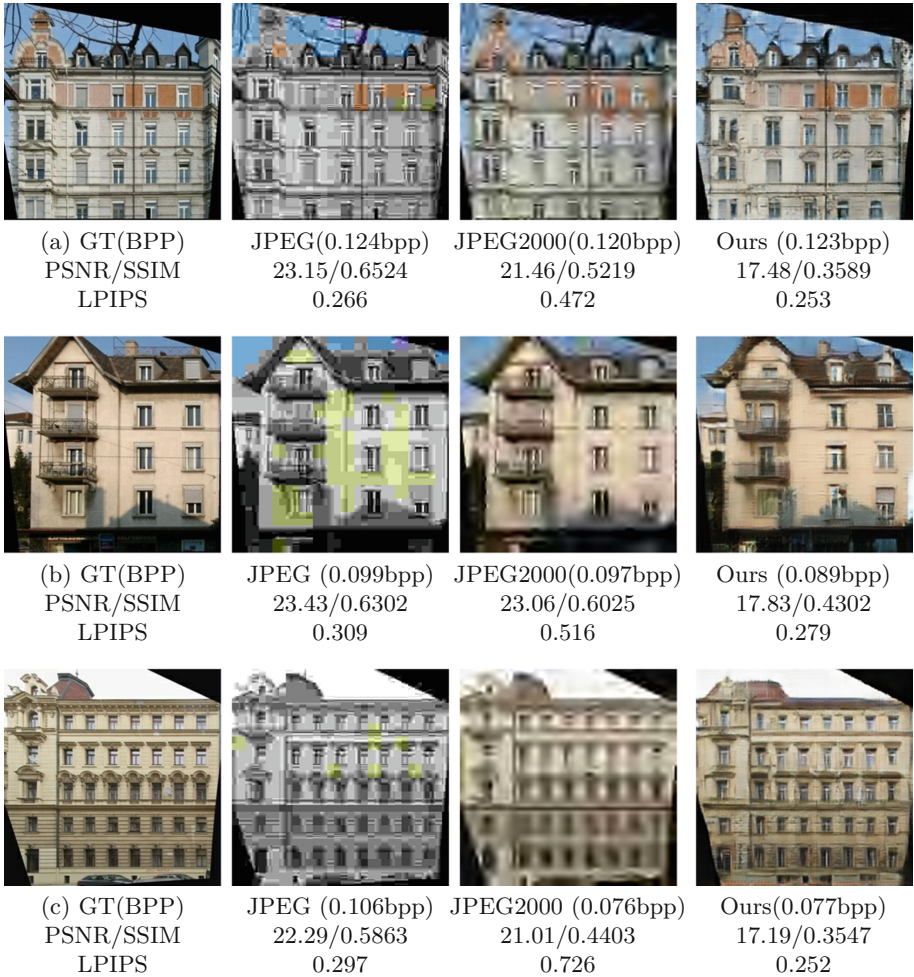 (a) GT(BPP) JPEG(0.124bpp) JPEG2000(0.120bpp) Ours (0.123bpp)
PSNR/SSIM 23.15/0.6524 21.46/0.5219 17.48/0.3589
LPIPS 0.266 0.472 0.253
(b) GT(BPP) JPEG (0.099bpp) JPEG2000(0.097bpp) Ours (0.089bpp)
PSNR/SSIM 23.43/0.6302 23.06/0.6025 17.83/0.4302
LPIPS 0.309 0.516 0.279
(c) GT(BPP) JPEG (0.106bpp) JPEG2000 (0.076bpp) Ours(0.077bpp)
PSNR/SSIM 22.29/0.5863 21.01/0.4403 17.19/0.3547
LPIPS 0.297 0.726 0.252